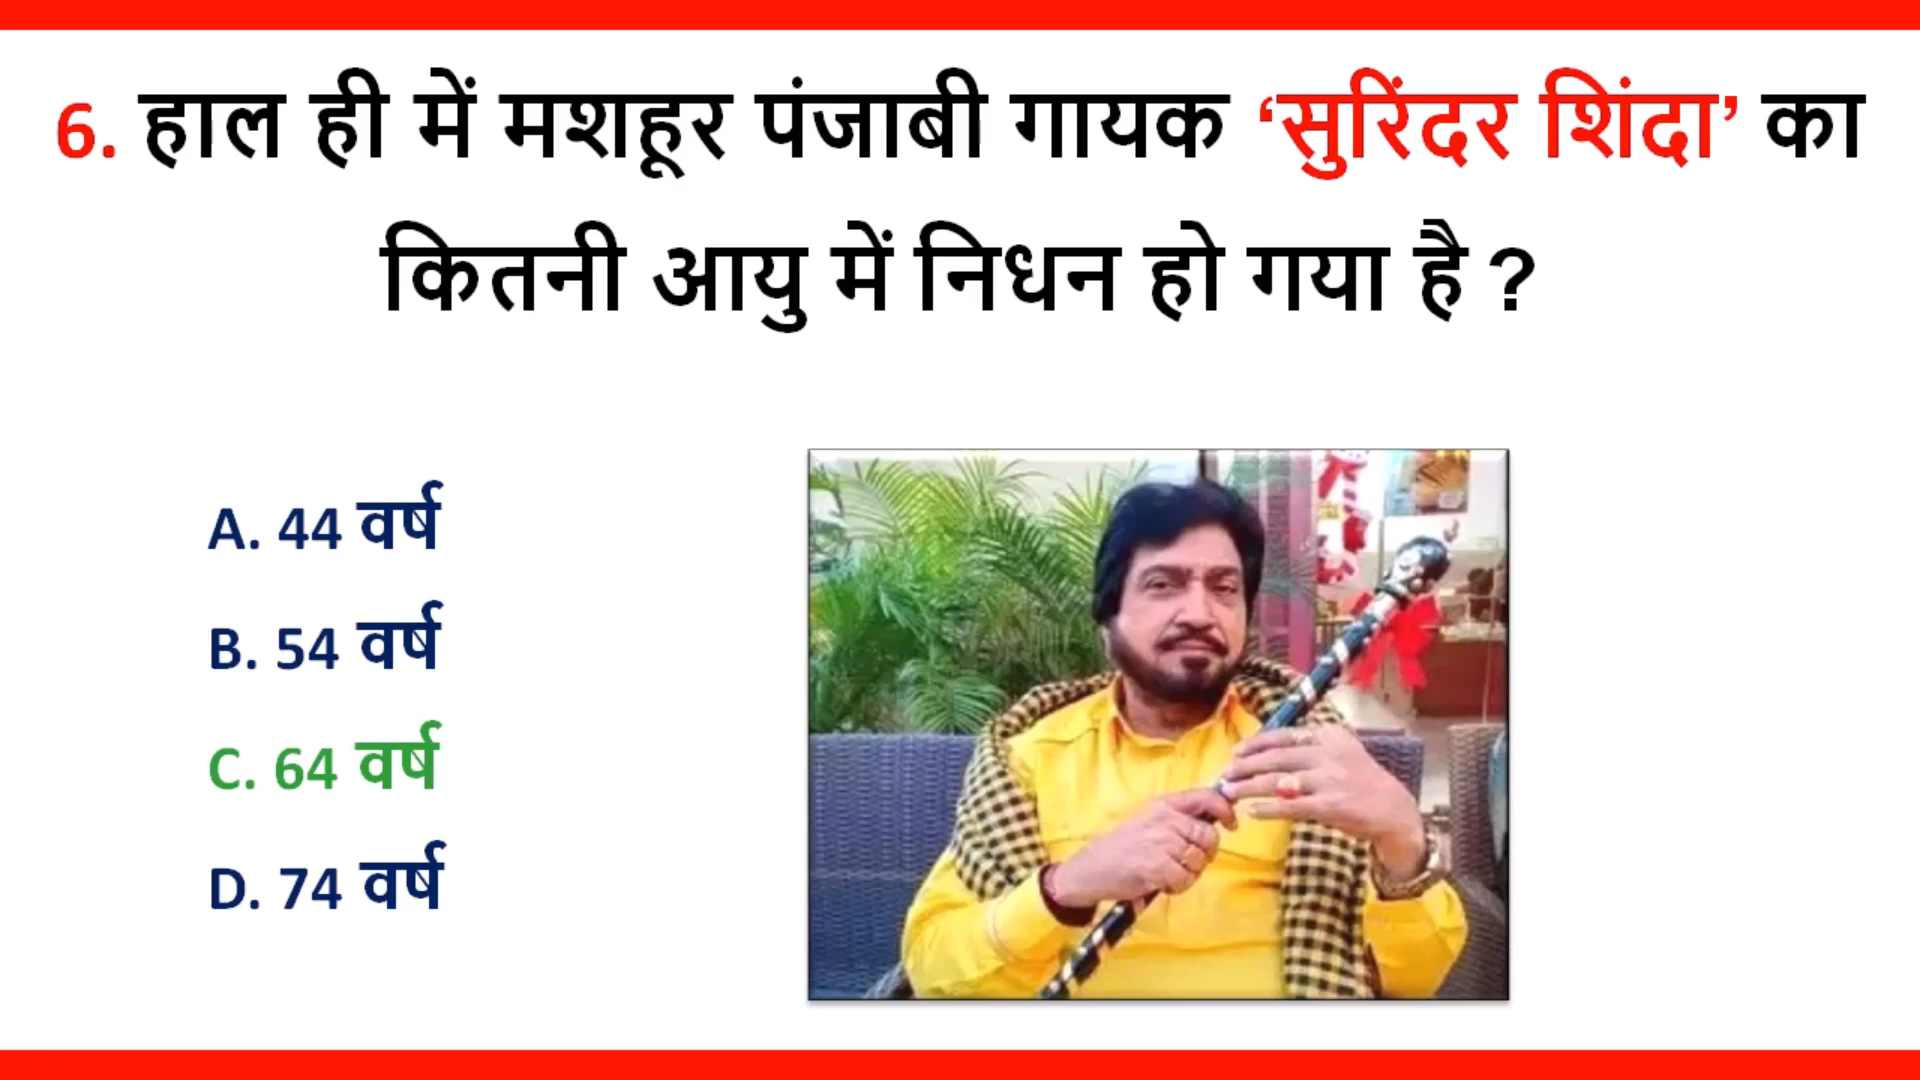 6. हाल ही में मशहूर पंजाबी गायक ‘सुरिंदर शिंदा’ का
कितनी आयु में निधन हो गया है ?
A. 44 वर्ष
B. 54 वर्ष
C. 64 वर्ष
D. 74 वर्ष